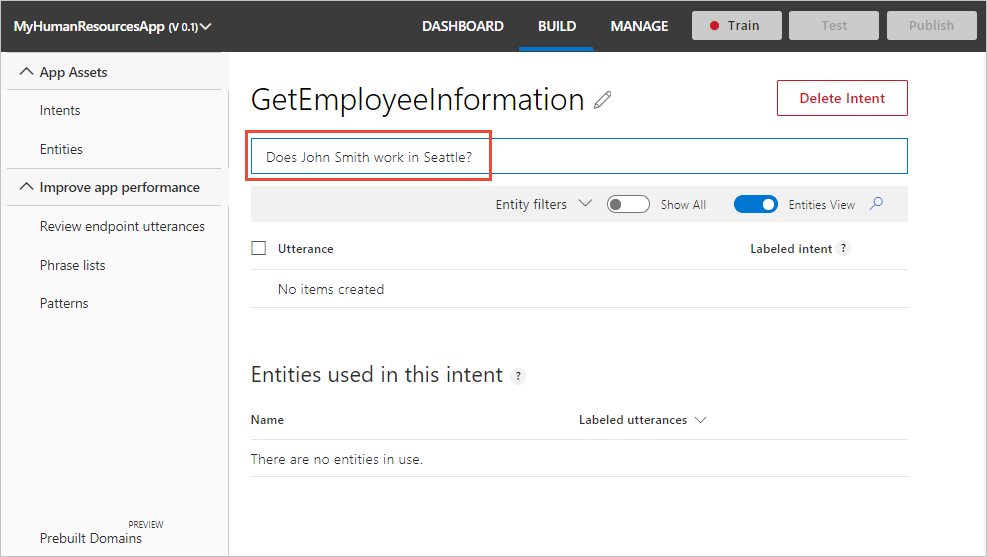 MyHumanResourcesApp (V 0.1) DASHBOARD BUILD MANAGE Train Test Publish
App Assets
Intents
Entities
Improve app performance
Review endpoint utterances
Phrase lists
Patterns
PREVIEW
Prebuilt Domains
GetEmployeeInformation Delete Intent
Does John Smith work in Seattle?
Entity filters Show All Entities View
Utterance Labeled intent ?
No items created
Entities used in this intent ?
Name Labeled utterances
There are no entities in use.